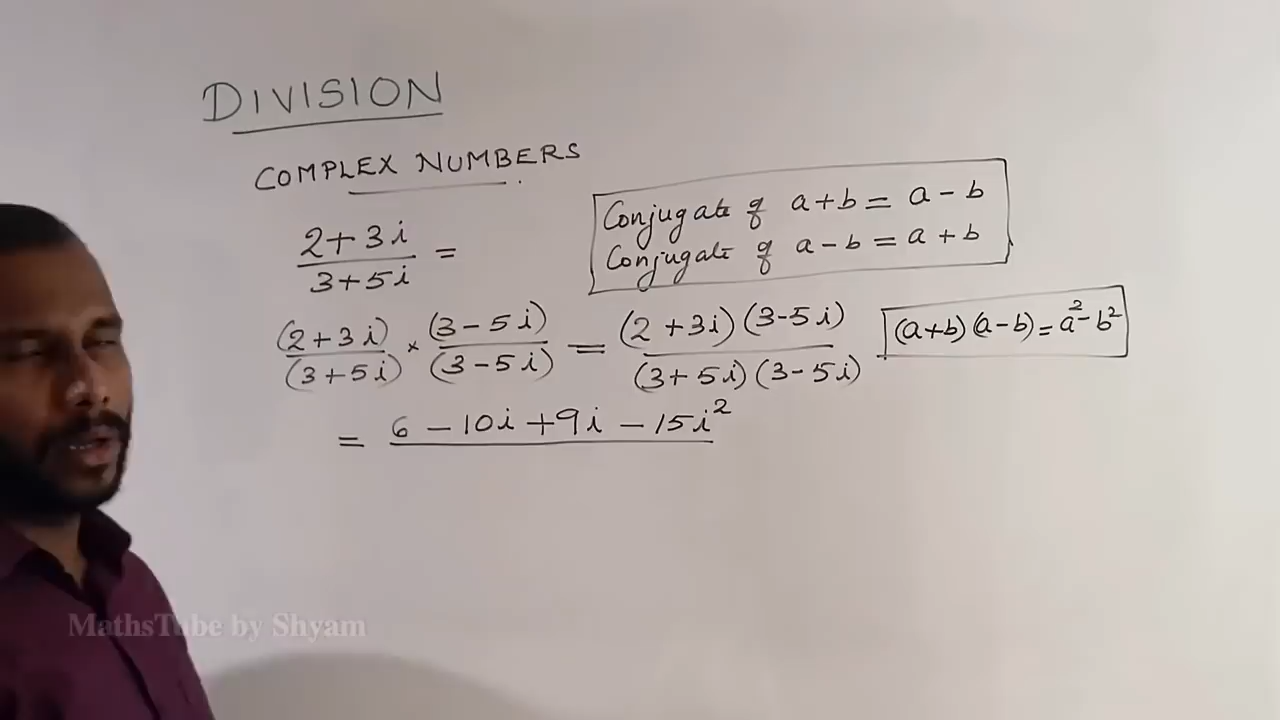 DIVISION
COMPLEX NUMBERS
2+3i / 3+5i =
Conjugate of a+b = a-b
Conjugate of a-b = a+b
(2+3i) / (3+5i) × (3-5i) / (3-5i) = (2+3i)(3-5i) / (3+5i)(3-5i)
(a+b)(a-b) = a²-b²
= 6 - 10i + 9i - 15i²
MathsTube by Shyam